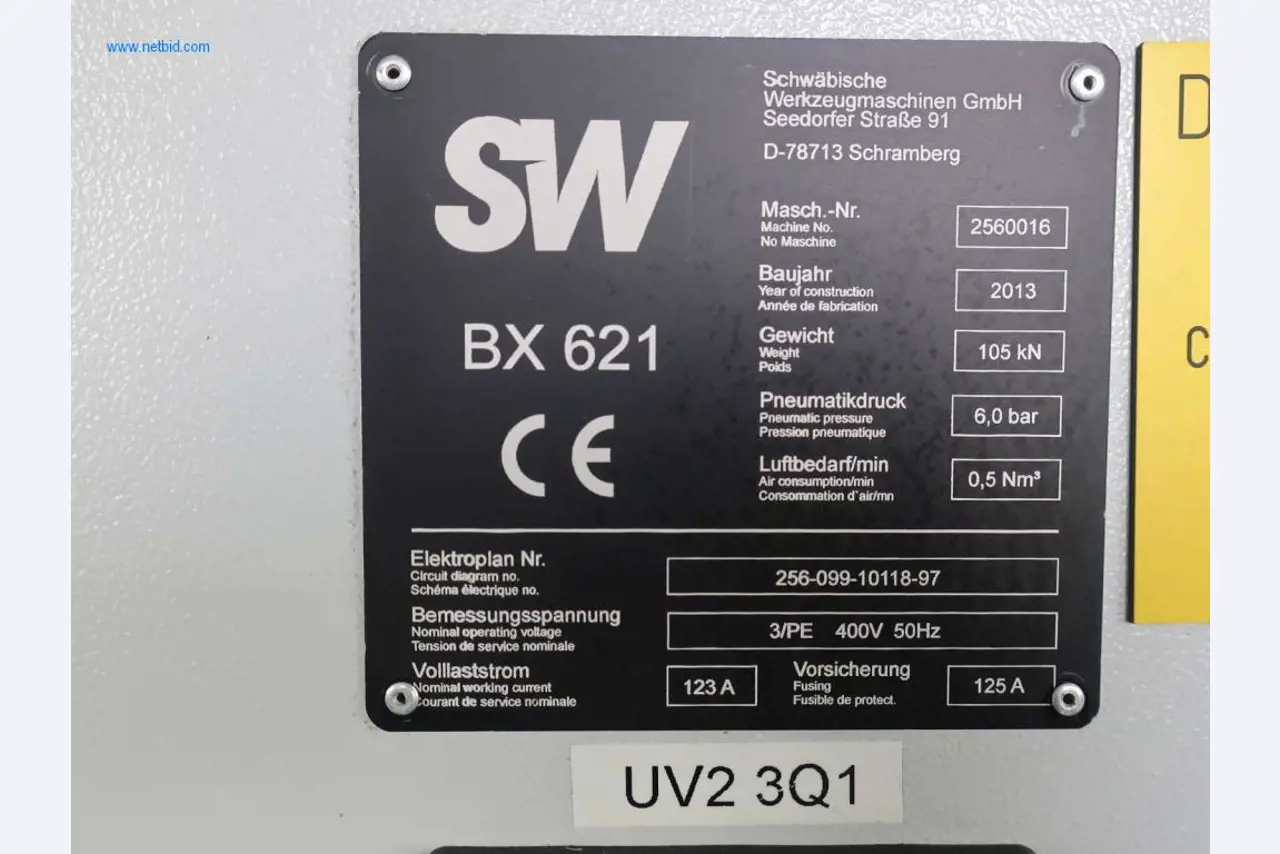 www.netbid.com
Schwäbische
Werkzeugmaschinen GmbH
Seedorfer Straße 91
D-78713 Schramberg
SW
BX 621
CE
Masch.-Nr.
Machine No.
No Maschine
2560016
Baujahr
Year of construction
Année de fabrication
2013
Gewicht
Weight
Poids
105 kN
Pneumatikdruck
Pneumatic pressure
Pression pneumatique
6,0 bar
Luftbedarf/min
Air consumption/min
Consommation d`air/mn
0,5 Nm³
Elektroplan Nr.
Circuit diagram no.
Schéma électrique no.
256-099-10118-97
Bemessungsspannung
Nominal operating voltage
Tension de service nominale
3/PE 400V 50Hz
Volllaststrom
Nominal working current
Courant de service nominale
123 A
Vorsicherung
Fusing
Fusible de protect.
125 A
UV2 3Q1